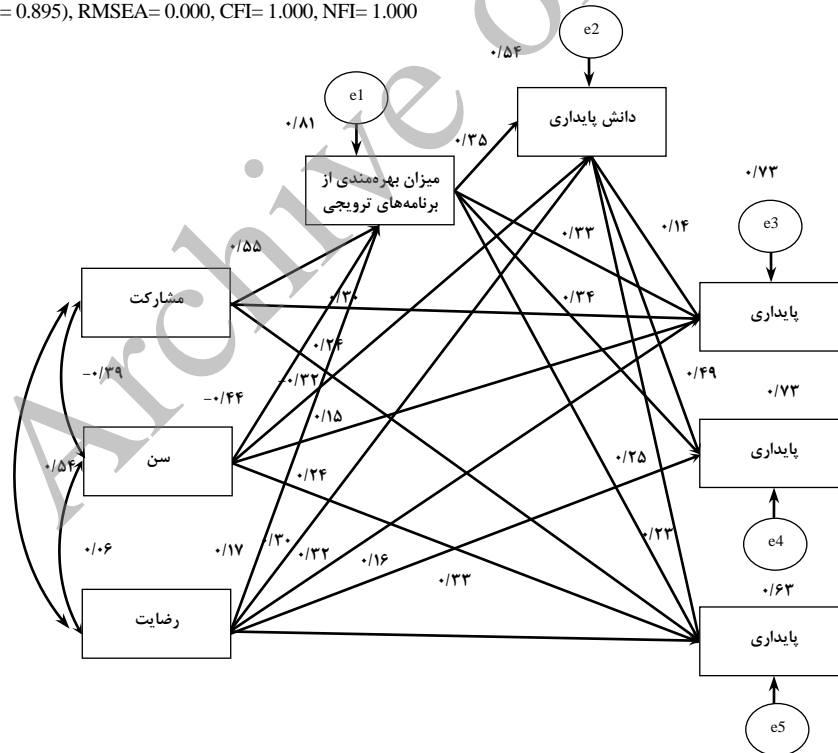 = 0.895), RMSEA= 0.000, CFI= 1.000, NFI= 1.000
e2
۰/۵۴
e1
۰/۸۱
دانش پایداری
۰/۳۵
میزان بهره‌مندی از
برنامه‌های ترویجی
۰/۷۳
e3
۰/۱۴
۰/۳۳
۰/۵۵
مشارکت
۰/۳۰
۰/۳۴
پایداری
۰/۲۴
-۰/۳۹
-۰/۴۴
-۰/۳۲
۰/۴۹
۰/۷۳
۰/۱۵
سن
۰/۵۴
۰/۲۴
۰/۲۵
پایداری
۰/۰۶
۰/۱۷
۰/۳۰
۰/۳۲
۰/۱۶
۰/۲۳
e4
۰/۳۳
۰/۶۳
رضایت
پایداری
e5
Archive of